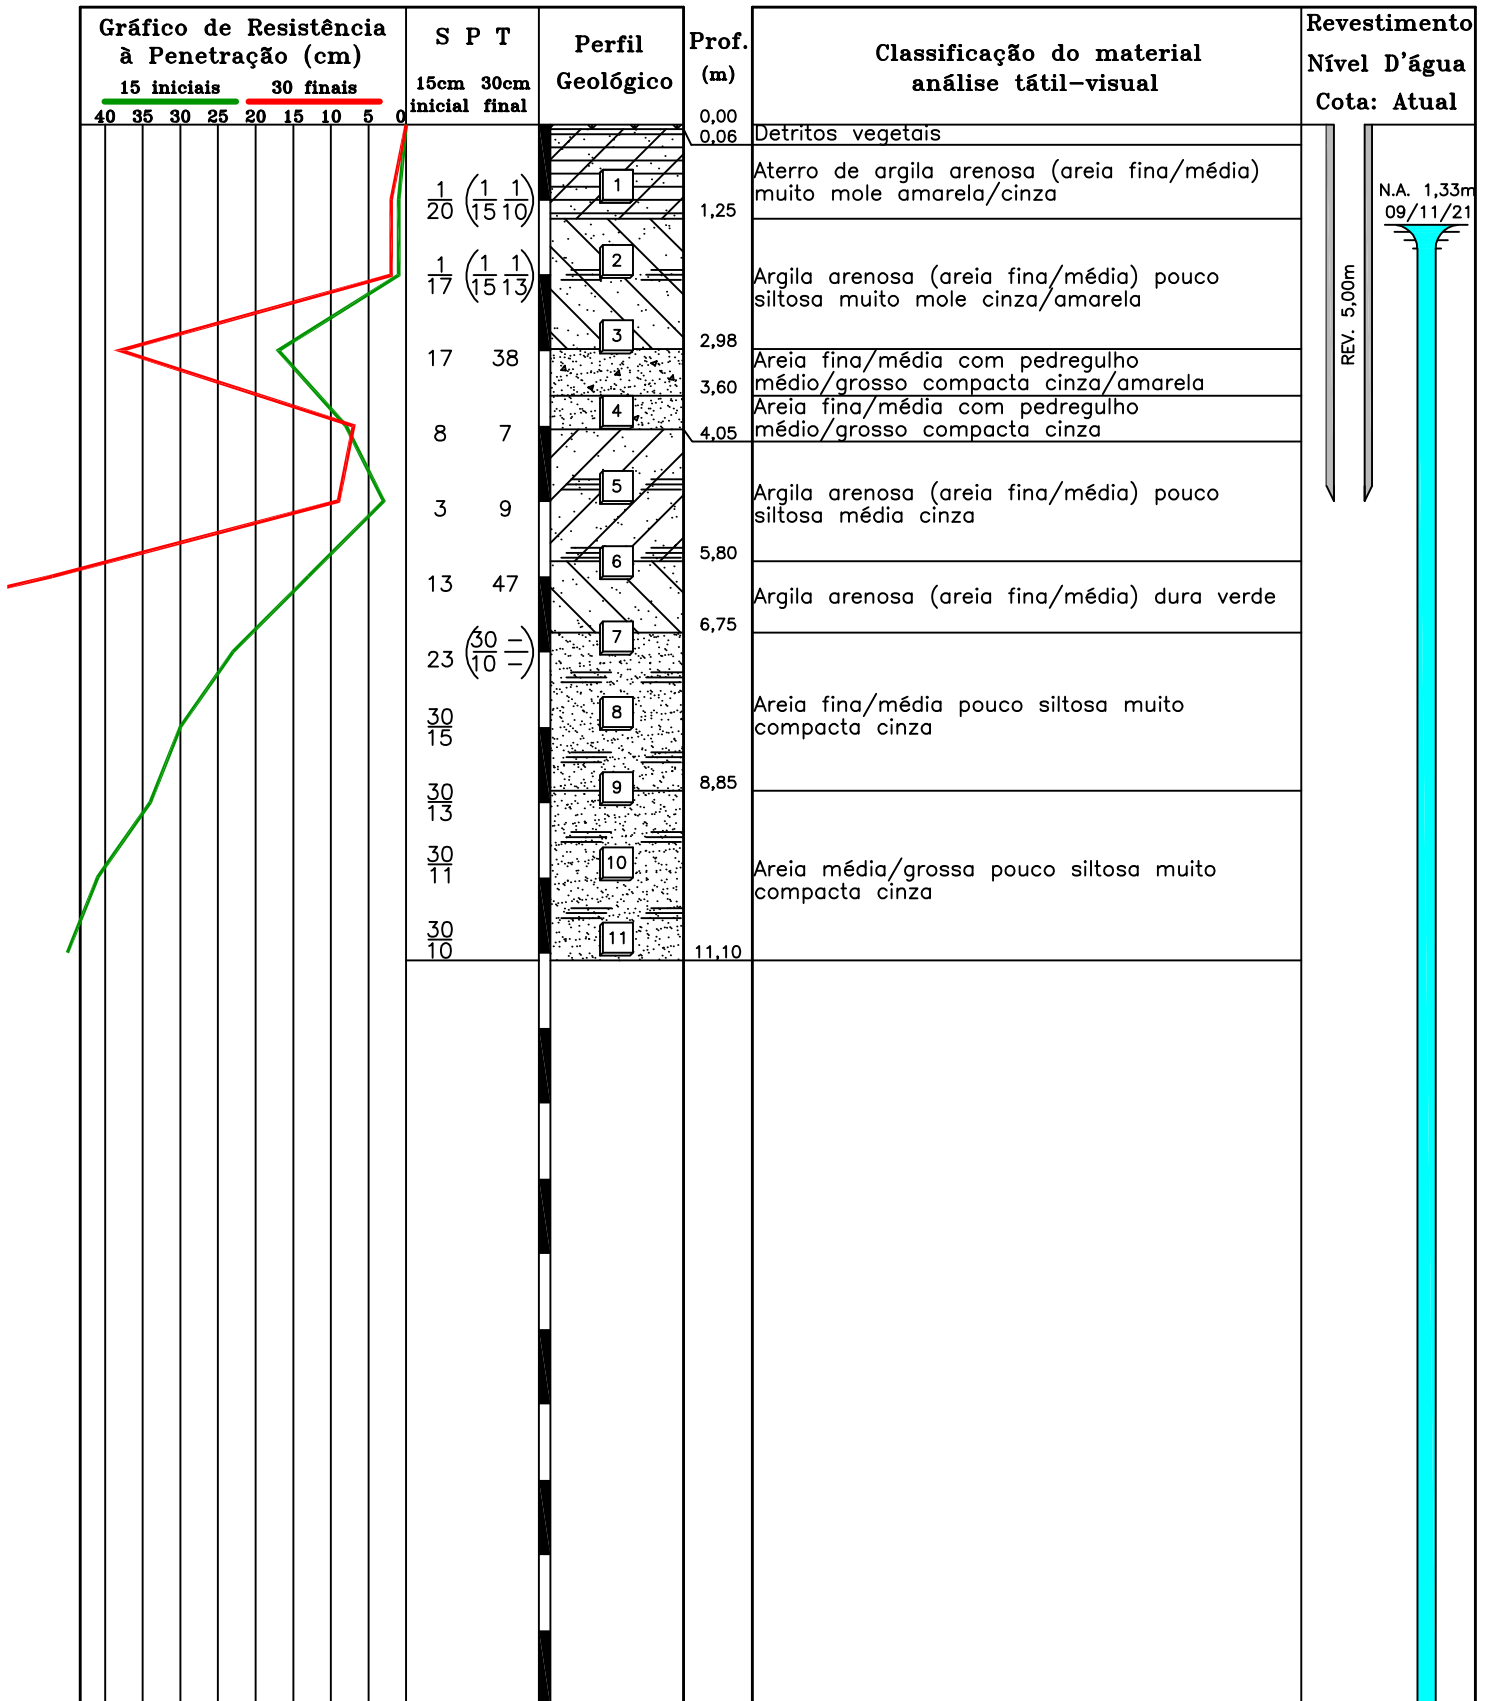 Gráfico de Resistência
à Penetração (cm)
15 iniciais 30 finais
40 35 30 25 20 15 10 5 0
S P T
15cm 30cm
inicial final
Perfil
Geológico
Prof.
(m)
Classificação do material
análise tátil-visual
Revestimento
Nível D'água
Cota: Atual
0,00
0,06 Detritos vegetais
Aterro de argila arenosa (areia fina/média)
muito mole amarela/cinza
1 1 1
20 15 10
1
1,25
N.A. 1,33m
09/11/21
2
1 1 1
17 15 13
Argila arenosa (areia fina/média) pouco
siltosa muito mole cinza/amarela
REV. 5,00m
3
2,98
17 38
Areia fina/média com pedregulho
médio/grosso compacta cinza/amarela
3,60
4
Areia fina/média com pedregulho
médio/grosso compacta cinza
8 7
4,05
5
Argila arenosa (areia fina/média) pouco
siltosa média cinza
3 9
5,80
6
13 47
Argila arenosa (areia fina/média) dura verde
6,75
7
30 –
23 10 –
8
Areia fina/média pouco siltosa muito
compacta cinza
30
15
8,85
9
30
13
10
Areia média/grossa pouco siltosa muito
compacta cinza
30
11
11
30
10
11,10